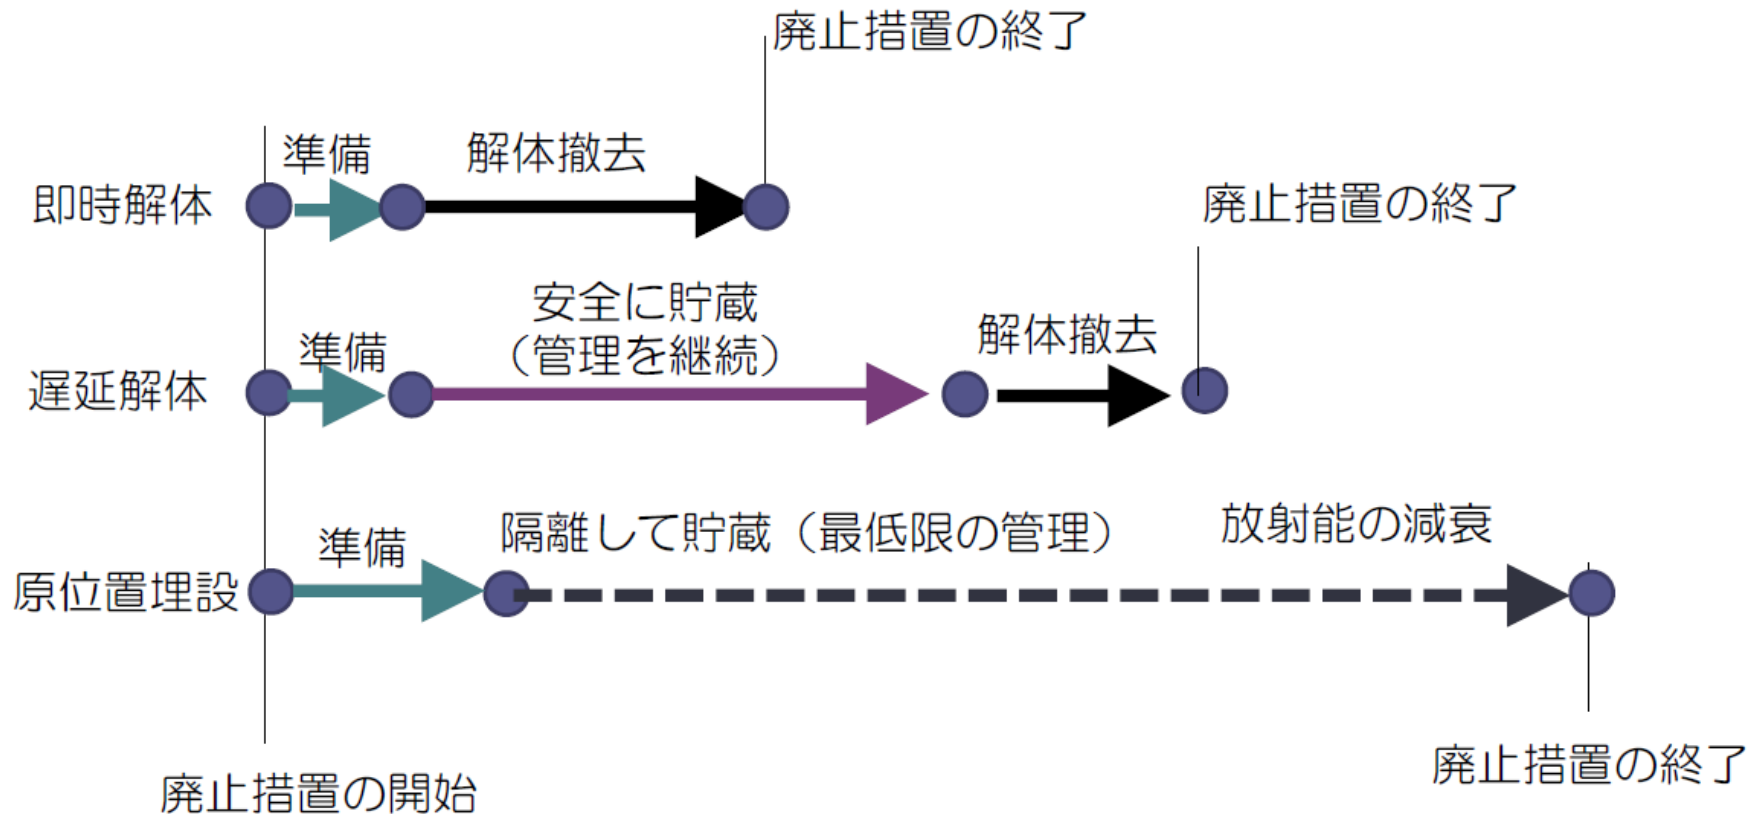 廃止措置の終了
準備
解体撤去
即時解体
廃止措置の終了
安全に貯蔵
(管理を継続)
準備
解体撤去
遅延解体
隔離して貯蔵(最低限の管理)
放射能の減衰
準備
原位置埋設
廃止措置の終了
廃止措置の開始